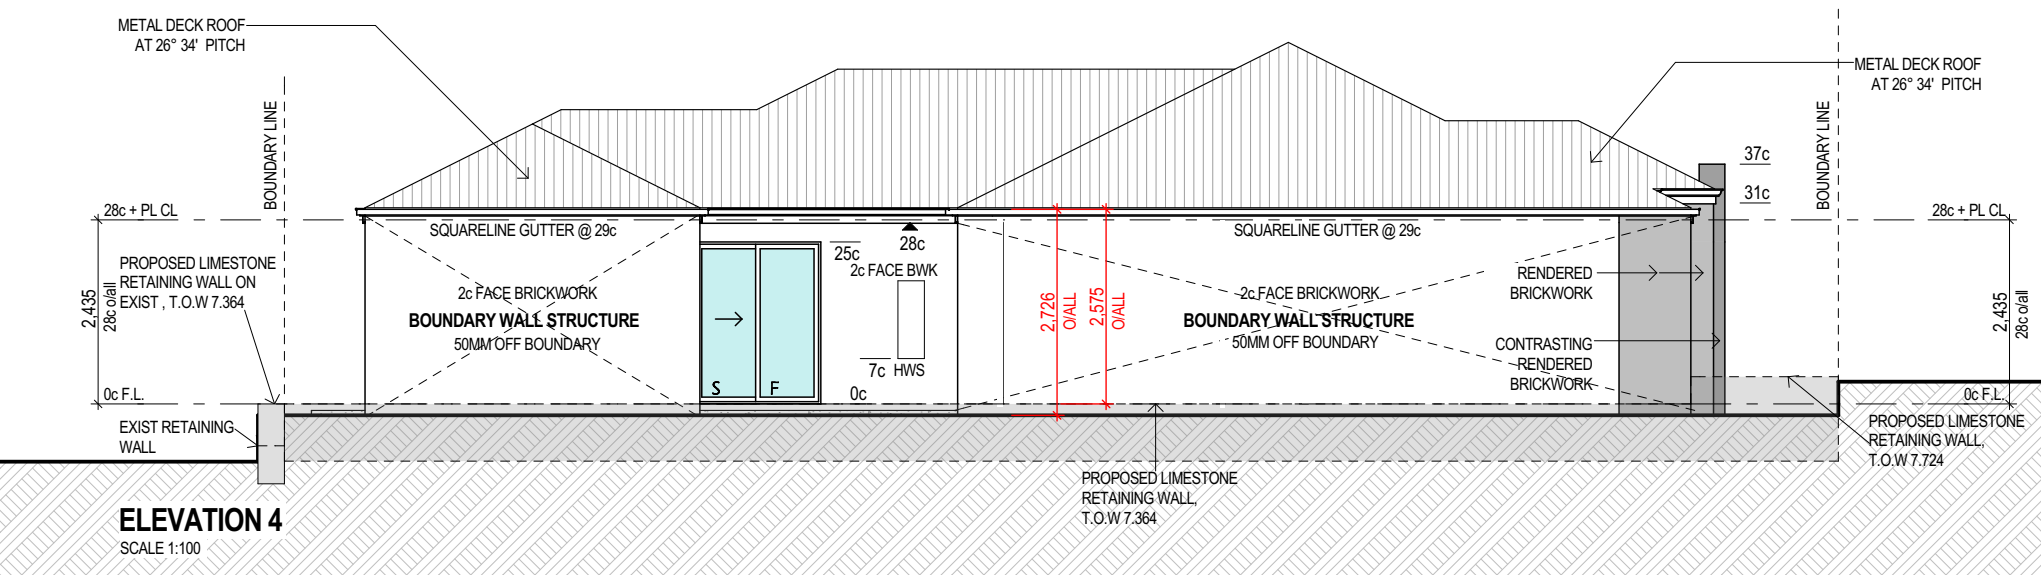 METAL DECK ROOF
AT 26° 34' PITCH
METAL DECK ROOF
AT 26° 34' PITCH
BOUNDARY LINE
BOUNDARY LINE
37c
31c
28c + PL CL
28c + PL CL
SQUARELINE GUTTER @ 29c
SQUARELINE GUTTER @ 29c
28c
25c
2c FACE BWK
PROPOSED LIMESTONE
RETAINING WALL ON
EXIST , T.O.W 7.364
2,435
28c o/all
2c FACE BRICKWORK
BOUNDARY WALL STRUCTURE
50MM OFF BOUNDARY
S
F
7c HWS
0c
2,726
O/ALL
2,575
O/ALL
2c FACE BRICKWORK
BOUNDARY WALL STRUCTURE
50MM OFF BOUNDARY
RENDERED
BRICKWORK
CONTRASTING
RENDERED
BRICKWORK
2,435
28c o/all
0c F.L.
0c F.L.
EXIST RETAINING
WALL
PROPOSED LIMESTONE
RETAINING WALL,
T.O.W 7.724
PROPOSED LIMESTONE
RETAINING WALL,
T.O.W 7.364
ELEVATION 4
SCALE 1:100